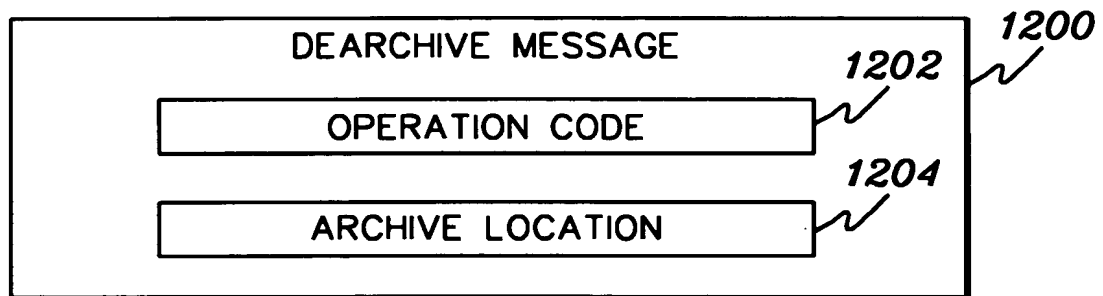 DEARCHIVE MESSAGE
1200
1202
OPERATION CODE
1204
ARCHIVE LOCATION